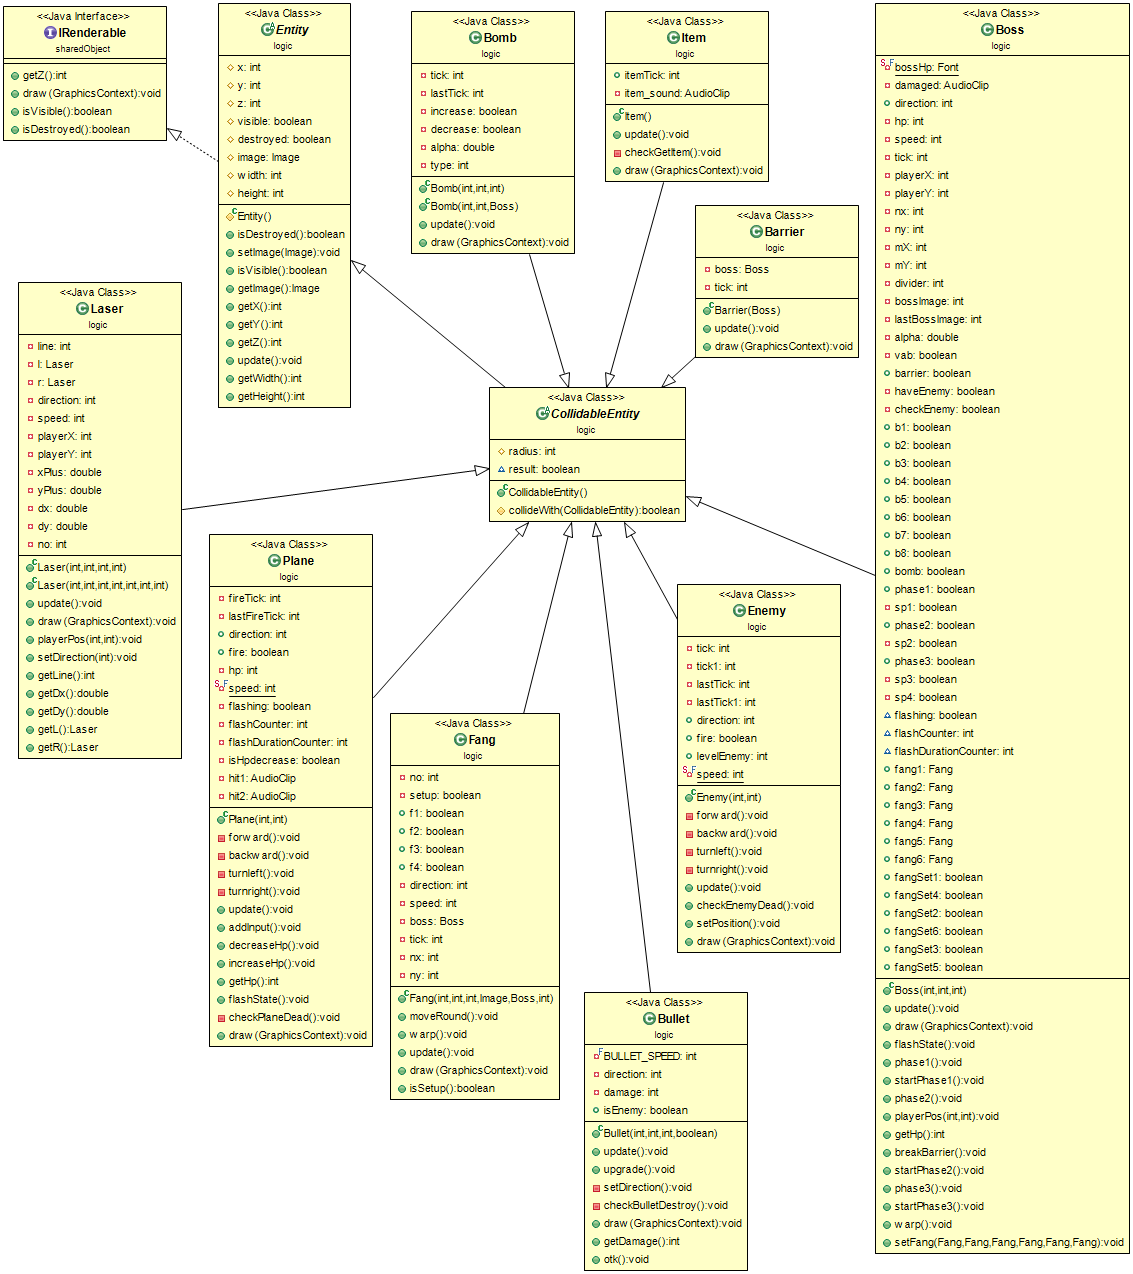 <<Java Interface>>
IRenderable
sharedObject
getZ():int
draw(GraphicsContext):void
isVisible():boolean
isDestroyed():boolean
<<Java Class>>
Entity
logic
x: int
y: int
z: int
visible: boolean
destroyed: boolean
image: Image
width: int
height: int
Entity()
isDestroyed():boolean
setImage(Image):void
isVisible():boolean
getImage():Image
getX():int
getY():int
getZ():int
update():void
getWidth():int
getHeight():int
<<Java Class>>
Bomb
logic
tick: int
lastTick: int
increase: boolean
decrease: boolean
alpha: double
type: int
Bomb(int,int,int)
Bomb(int,int,Boss)
update():void
draw(GraphicsContext):void
<<Java Class>>
Item
logic
itemTick: int
item_sound: AudioClip
Item()
update():void
checkGetItem():void
draw(GraphicsContext):void
<<Java Class>>
Barrier
logic
boss: Boss
tick: int
Barrier(Boss)
update():void
draw(GraphicsContext):void
<<Java Class>>
Boss
logic
bossHp: Font
damaged: AudioClip
direction: int
hp: int
speed: int
tick: int
playerX: int
playerY: int
nx: int
ny: int
mX: int
mY: int
divider: int
bossImage: int
lastBossImage: int
alpha: double
vab: boolean
barrier: boolean
haveEnemy: boolean
checkEnemy: boolean
b1: boolean
b2: boolean
b3: boolean
b4: boolean
b5: boolean
b6: boolean
b7: boolean
b8: boolean
bomb: boolean
phase1: boolean
sp1: boolean
phase2: boolean
sp2: boolean
phase3: boolean
sp3: boolean
sp4: boolean
flashing: boolean
flashCounter: int
flashDurationCounter: int
fang1: Fang
fang2: Fang
fang3: Fang
fang4: Fang
fang5: Fang
fang6: Fang
fangSet1: boolean
fangSet4: boolean
fangSet2: boolean
fangSet6: boolean
fangSet3: boolean
fangSet5: boolean
Boss(int,int,int)
update():void
draw(GraphicsContext):void
flashState():void
phase1():void
startPhase1():void
phase2():void
playerPos(int,int):void
getHp():int
breakBarrier():void
startPhase2():void
phase3():void
startPhase3():void
warp():void
setFang(Fang,Fang,Fang,Fang,Fang,Fang):void
<<Java Class>>
Laser
logic
line: int
l: Laser
r: Laser
direction: int
speed: int
playerX: int
playerY: int
xPlus: double
yPlus: double
dx: double
dy: double
no: int
Laser(int,int,int,int)
Laser(int,int,int,int,int,int,int)
update():void
draw(GraphicsContext):void
playerPos(int,int):void
setDirection(int):void
getLine():int
getDx():double
getDy():double
getL():Laser
getR():Laser
<<Java Class>>
CollidableEntity
logic
radius: int
result: boolean
CollidableEntity()
collideWith(CollidableEntity):boolean
<<Java Class>>
Plane
logic
fireTick: int
lastFireTick: int
direction: int
fire: boolean
hp: int
speed: int
flashing: boolean
flashCounter: int
flashDurationCounter: int
isHpdecrease: boolean
hit1: AudioClip
hit2: AudioClip
Plane(int,int)
forward():void
backward():void
turnleft():void
turnright():void
update():void
addInput():void
decreaseHp():void
increaseHp():void
getHp():int
flashState():void
checkPlaneDead():void
draw(GraphicsContext):void
<<Java Class>>
Fang
logic
no: int
setup: boolean
f1: boolean
f2: boolean
f3: boolean
f4: boolean
direction: int
speed: int
boss: Boss
tick: int
nx: int
ny: int
Fang(int,int,int,Image,Boss,int)
moveRound():void
warp():void
update():void
draw(GraphicsContext):void
isSetup():boolean
<<Java Class>>
Enemy
logic
tick: int
tick1: int
lastTick: int
lastTick1: int
direction: int
fire: boolean
levelEnemy: int
speed: int
Enemy(int,int)
forward():void
backward():void
turnleft():void
turnright():void
update():void
checkEnemyDead():void
setPosition():void
draw(GraphicsContext):void
<<Java Class>>
Bullet
logic
BULLET_SPEED: int
direction: int
damage: int
isEnemy: boolean
Bullet(int,int,int,boolean)
update():void
upgrade():void
setDirection():void
checkBulletDestroy():void
draw(GraphicsContext):void
getDamage():int
otk():void